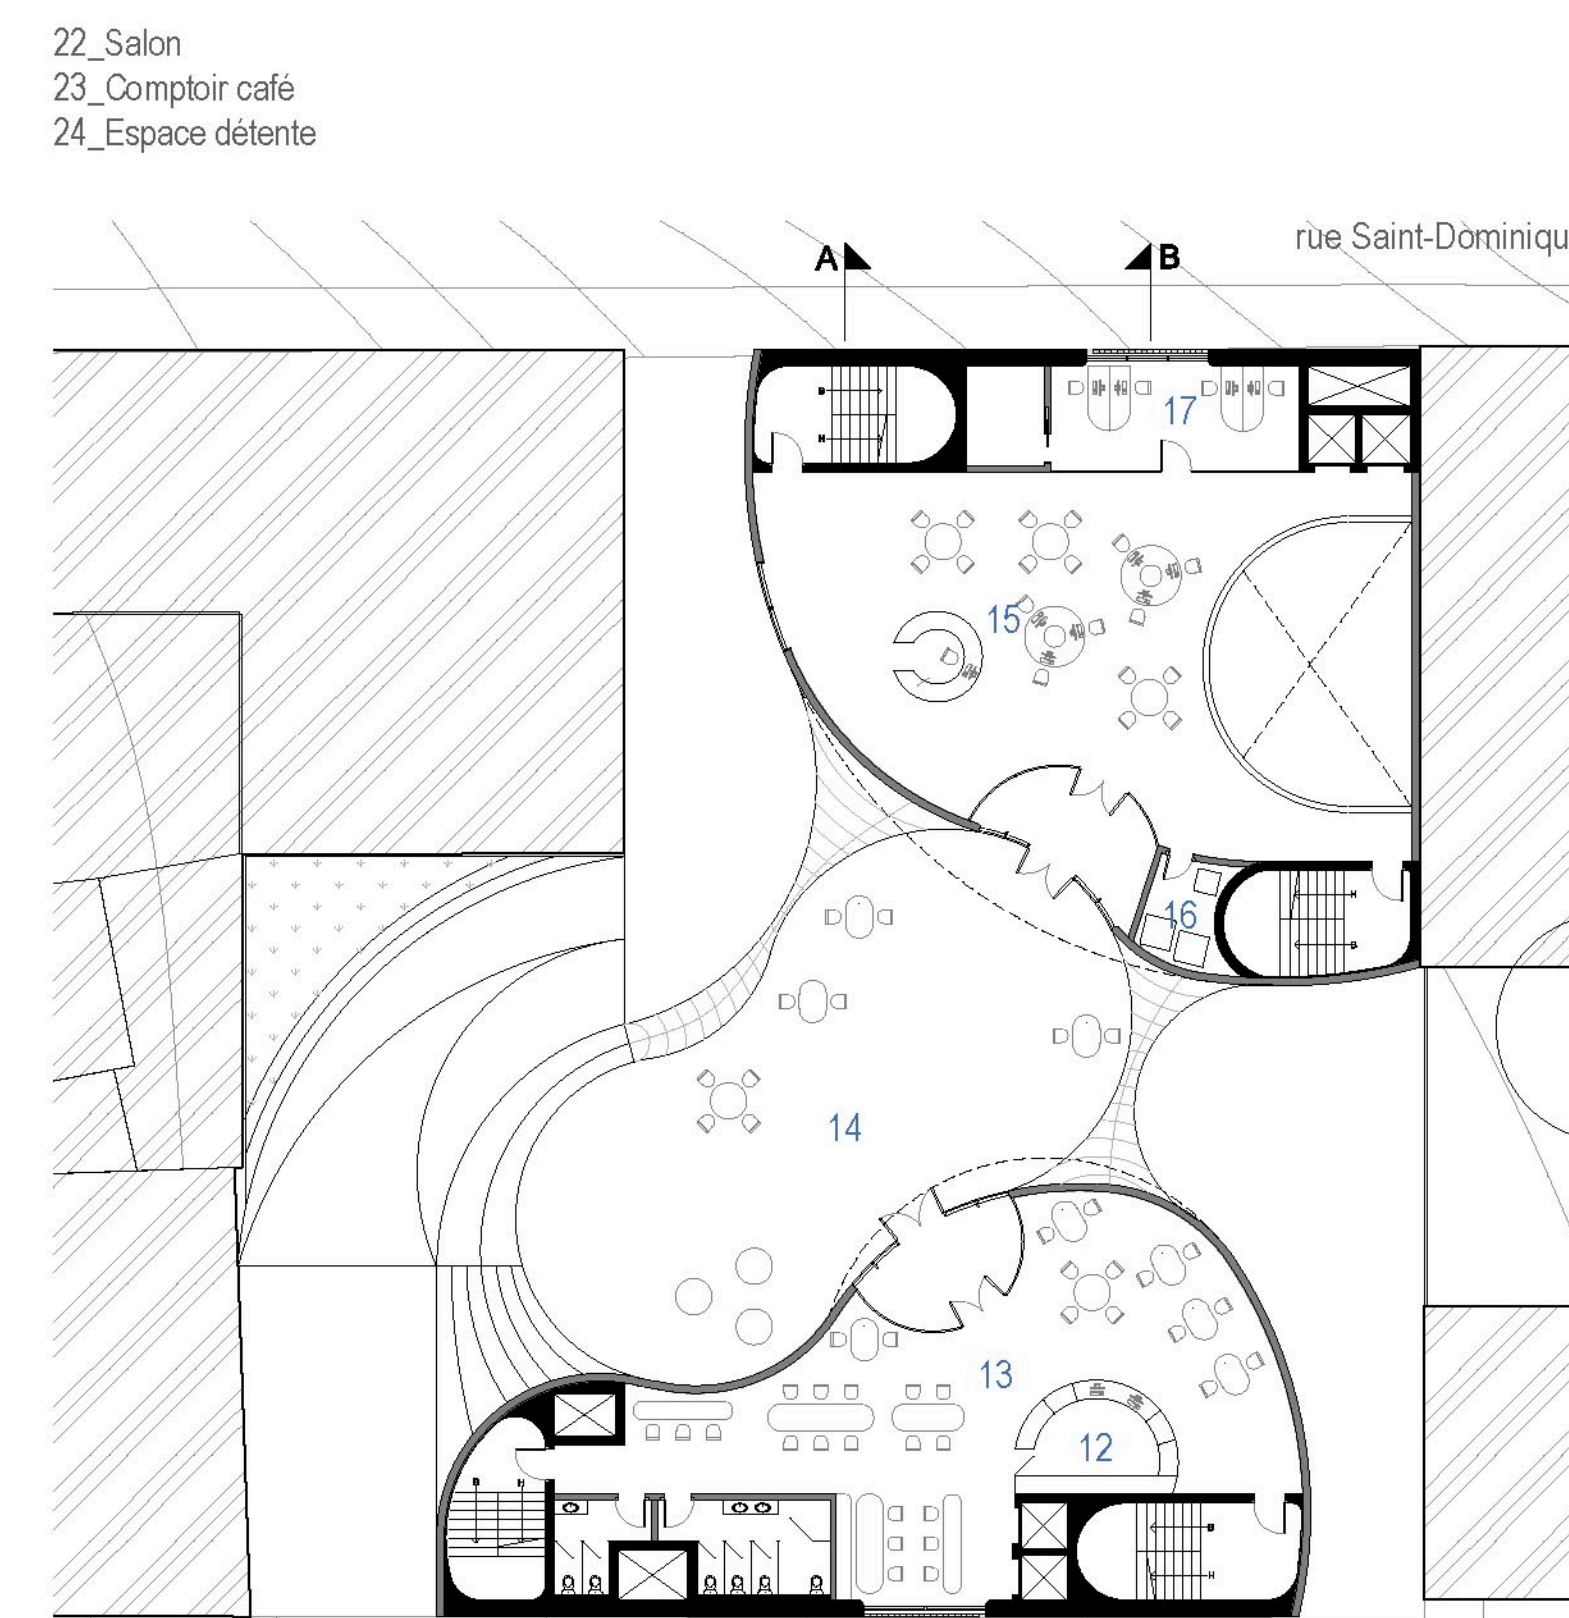 22_Salon
23_Comptoir café
24_Espace détente
rue Saint-Dominiqu
A
B
17
B
H
15
16
H
B
14
13
12
B
H
B
H